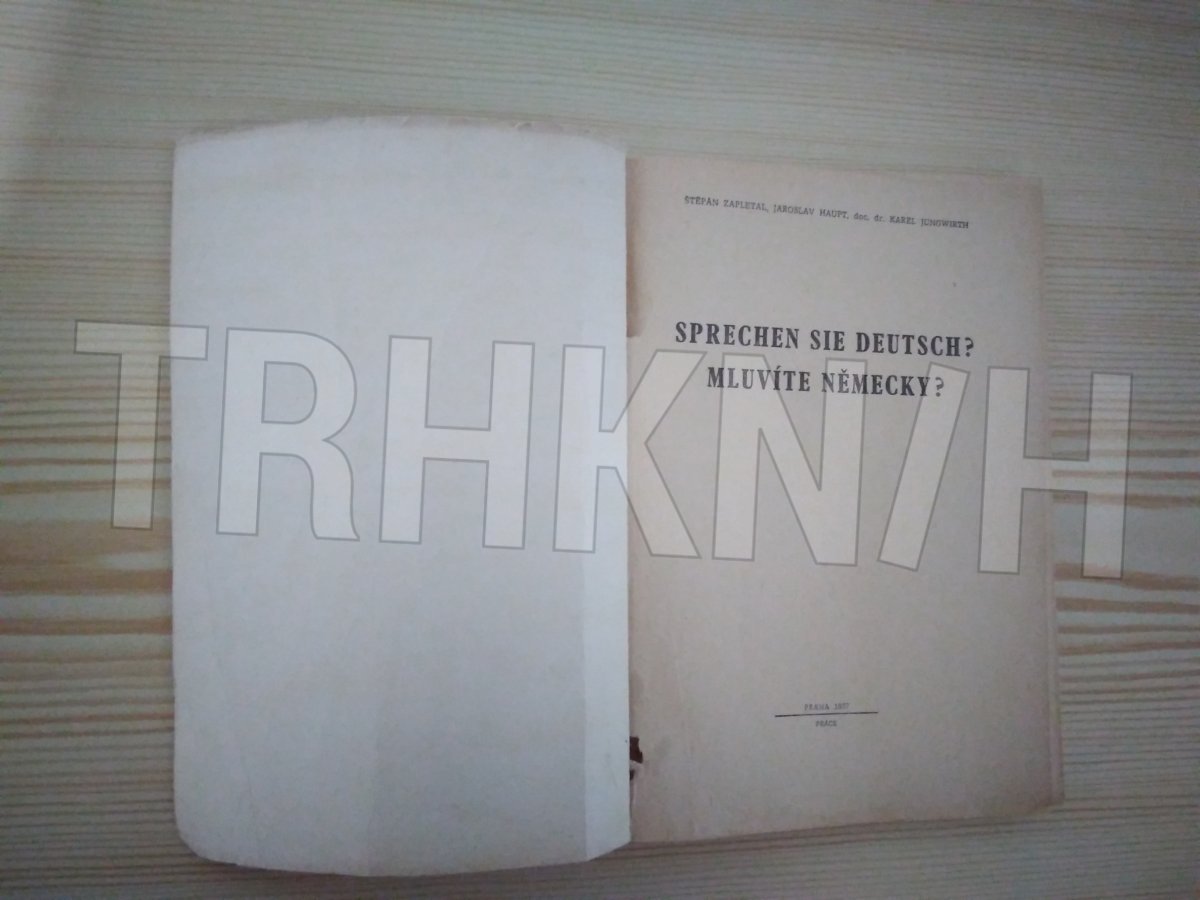 ŠTĚPÁN ZAPLETAL, JAROSLAV HAUPT, doc. dr. KAREL JUNGWIRTH
SPRECHEN SIE DEUTSCH?
MLUVÍTE NĚMECKY?
TRHKNIH
PRAHA 1957
PRÁCE